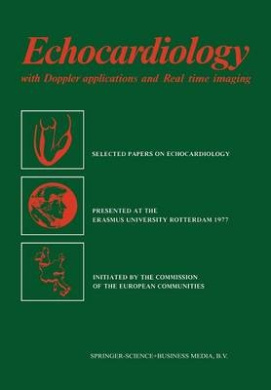 Echocardiology
with Doppler applications and Real time imaging
SELECTED PAPERS ON ECHOCARDIOLOGY
PRESENTED AT THE
ERASMUS UNIVERSITY ROTTERDAM 1977
INITIATED BY THE COMMISSION
OF THE EUROPEAN COMMUNITIES
SPRINGER-SCIENCE+BUSINESS MEDIA, B.V.